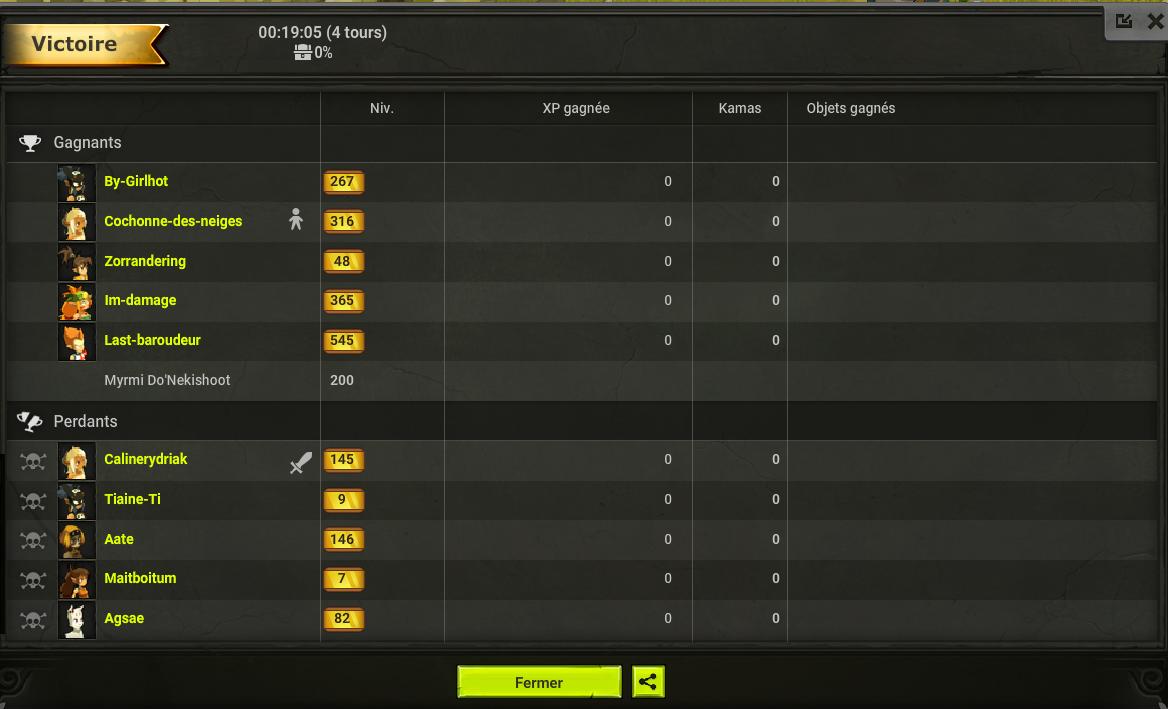 Victoire
00:19:05 (4 tours)
0%
Niv. XP gagnée Kamas Objets gagnés
Gagnants
By-Girlhot 267 0 0
Cochonne-des-neiges 316 0 0
Zorrandering 48 0 0
Im-damage 365 0 0
Last-baroudeur 545 0 0
Myrmi Do'Nekishoot 200
Perdants
Calinerydriak 145 0 0
Tiaine-Ti 9 0 0
Aate 146 0 0
Maitboitum 7 0 0
Agsae 82 0 0
Fermer